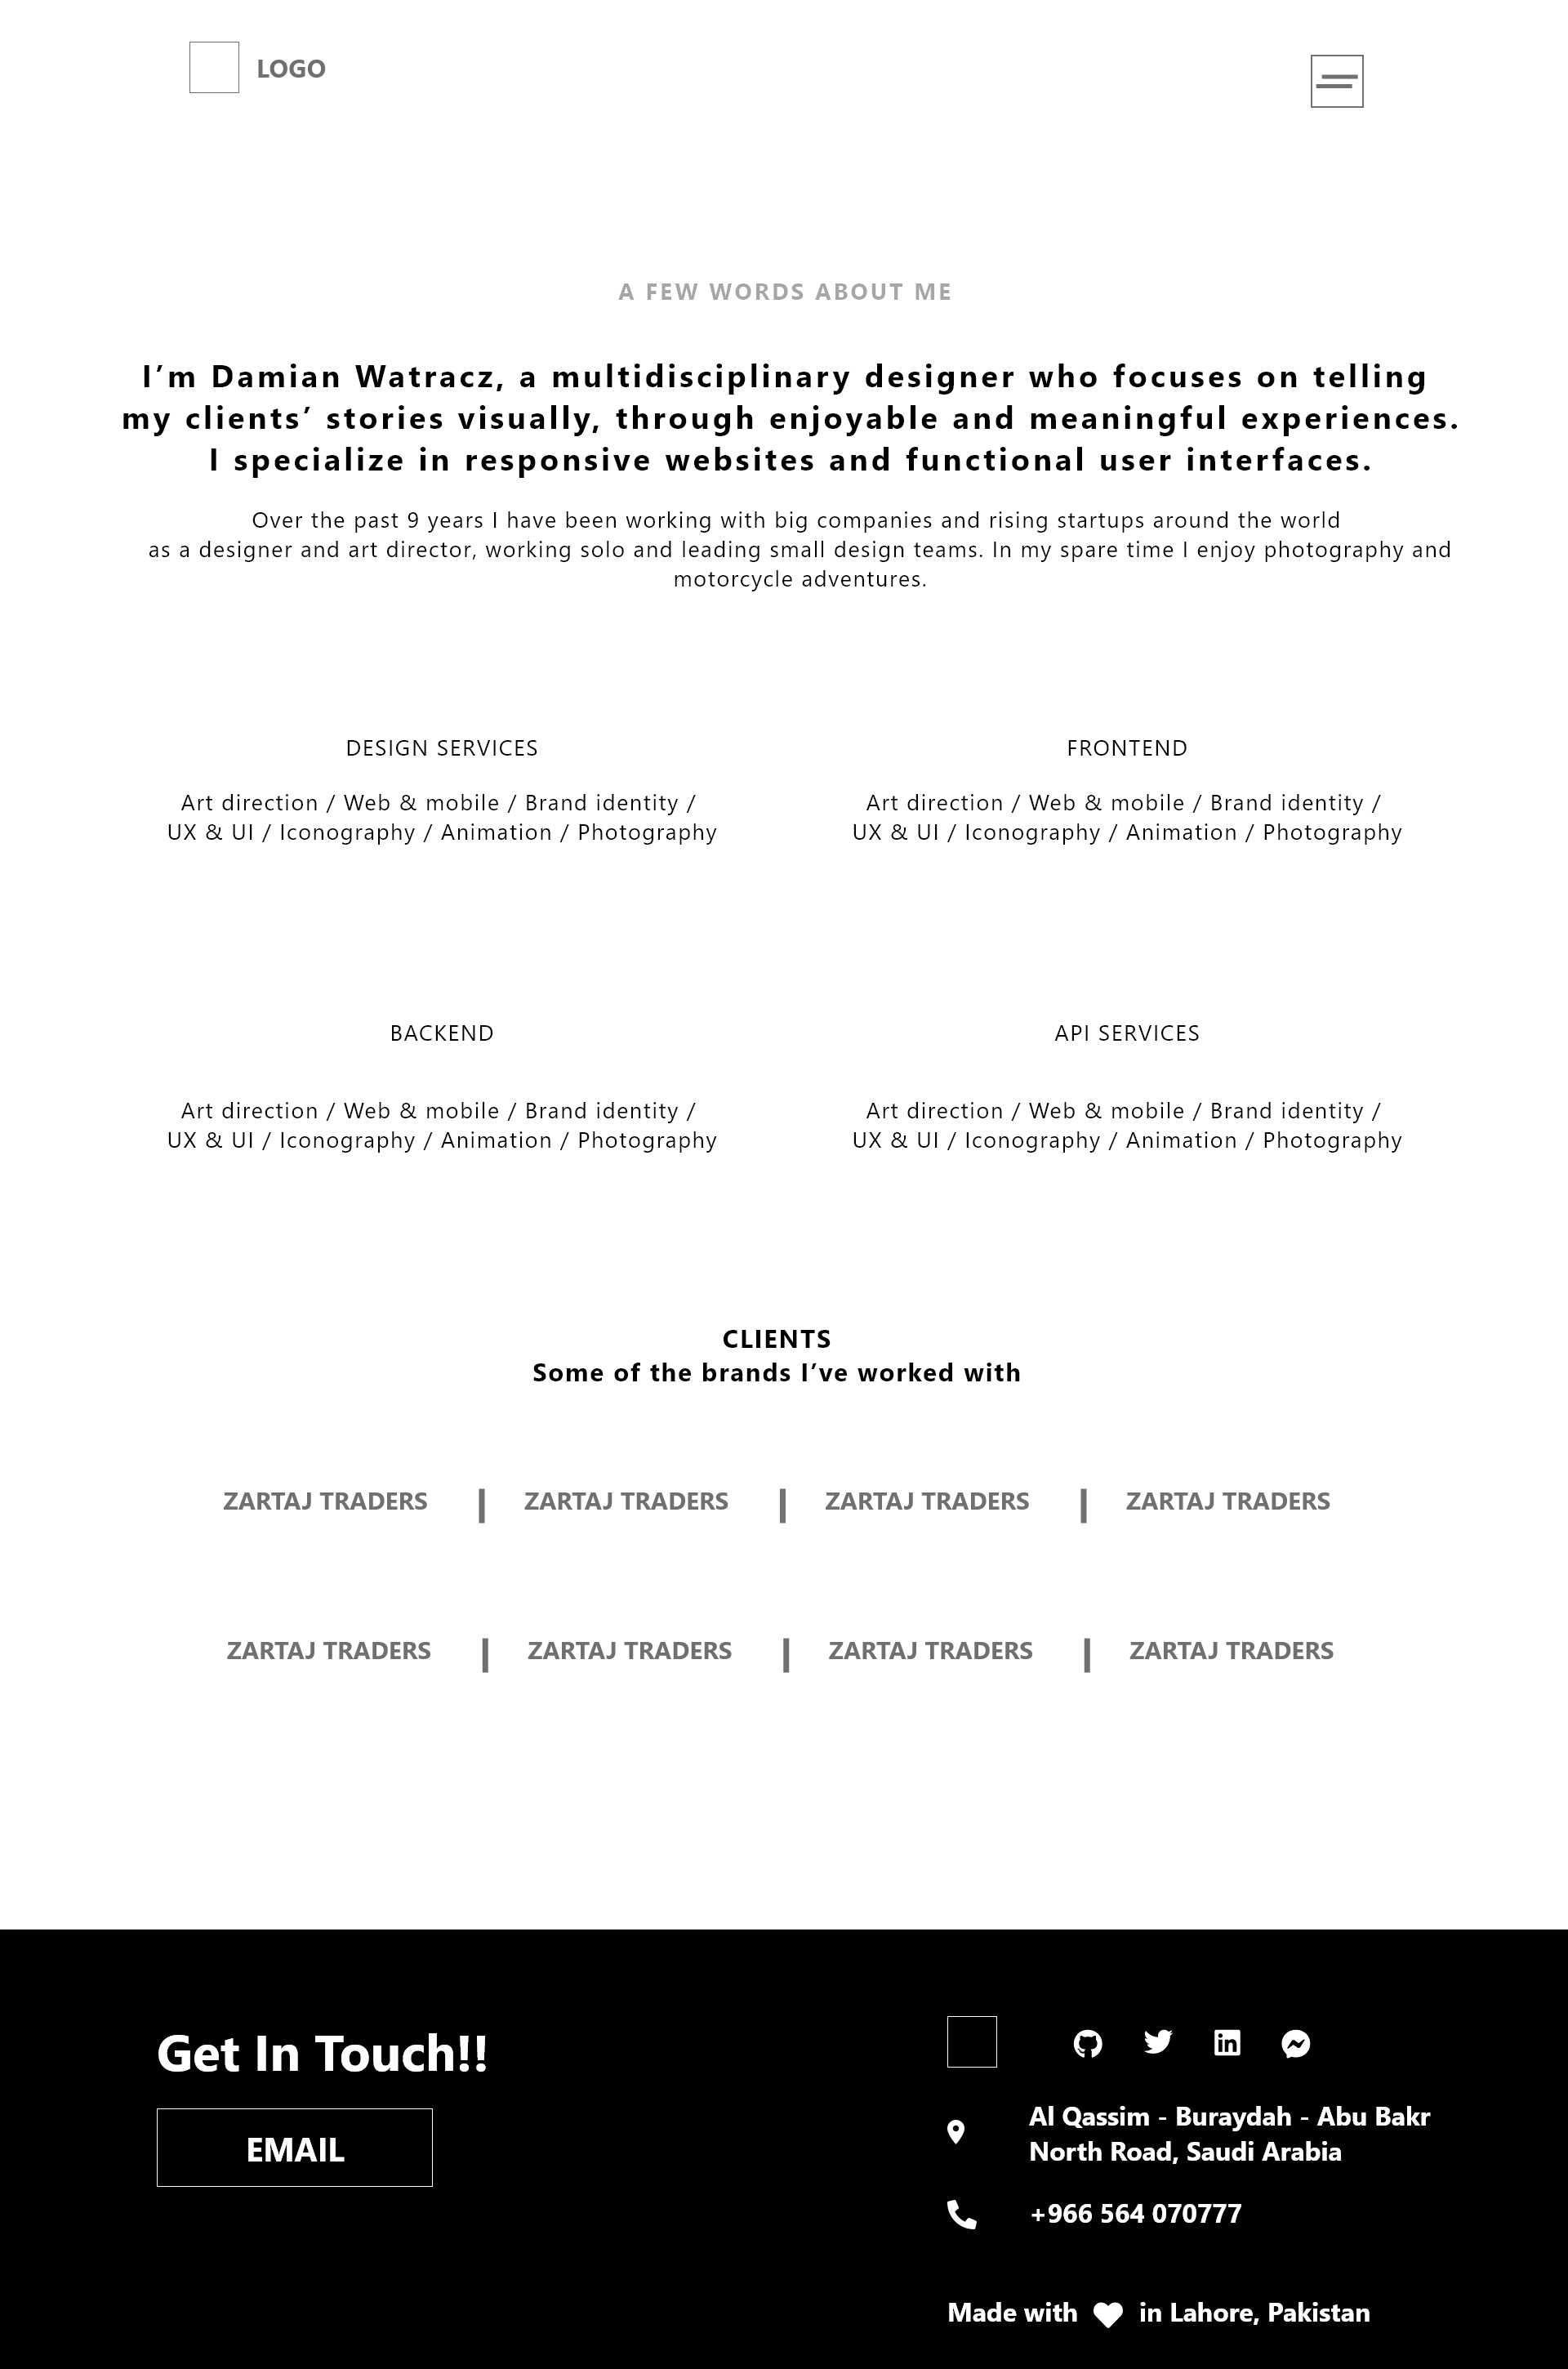 LOGO
A FEW WORDS ABOUT ME
I’m Damian Watracz, a multidisciplinary designer who focuses on telling
my clients’ stories visually, through enjoyable and meaningful experiences.
I specialize in responsive websites and functional user interfaces.
Over the past 9 years I have been working with big companies and rising startups around the world
as a designer and art director, working solo and leading small design teams. In my spare time I enjoy photography and
motorcycle adventures.
DESIGN SERVICES
Art direction / Web & mobile / Brand identity /
UX & UI / Iconography / Animation / Photography
FRONTEND
Art direction / Web & mobile / Brand identity /
UX & UI / Iconography / Animation / Photography
BACKEND
Art direction / Web & mobile / Brand identity /
UX & UI / Iconography / Animation / Photography
API SERVICES
Art direction / Web & mobile / Brand identity /
UX & UI / Iconography / Animation / Photography
CLIENTS
Some of the brands I’ve worked with
ZARTAJ TRADERS | ZARTAJ TRADERS | ZARTAJ TRADERS | ZARTAJ TRADERS
ZARTAJ TRADERS | ZARTAJ TRADERS | ZARTAJ TRADERS | ZARTAJ TRADERS
Get In Touch!!
EMAIL
Al Qassim - Buraydah - Abu Bakr
North Road, Saudi Arabia
+966 564 070777
Made with in Lahore, Pakistan